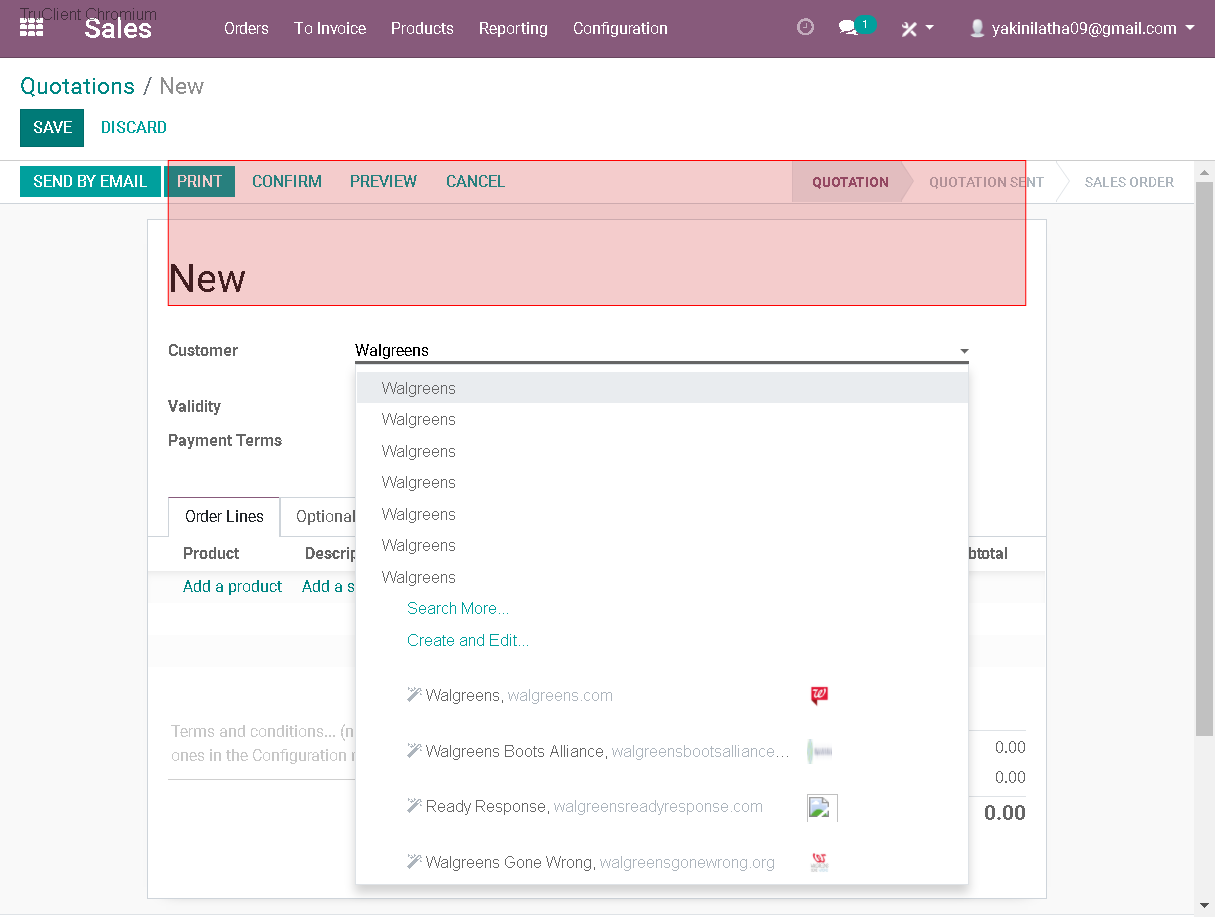 TruClient Chromium
Sales Orders To Invoice Products Reporting Configuration 1 yakinilatha09@gmail.com
Quotations / New
SAVE DISCARD
SEND BY EMAIL PRINT CONFIRM PREVIEW CANCEL QUOTATION QUOTATION SENT SALES ORDER
New
Customer Walgreens
Walgreens
Validity
Walgreens
Payment Terms
Walgreens
Walgreens
Order Lines Optional
Walgreens
Product Descrip Walgreens btotal
Add a product Add a s Walgreens
Search More...
Create and Edit...
Walgreens, walgreens.com
Terms and conditions... (n
ones in the Configuration
Walgreens Boots Alliance, walgreensbootsalliance... 0.00
0.00
Ready Response, walgreensreadyresponse.com 0.00
Walgreens Gone Wrong, walgreensgonewrong.org